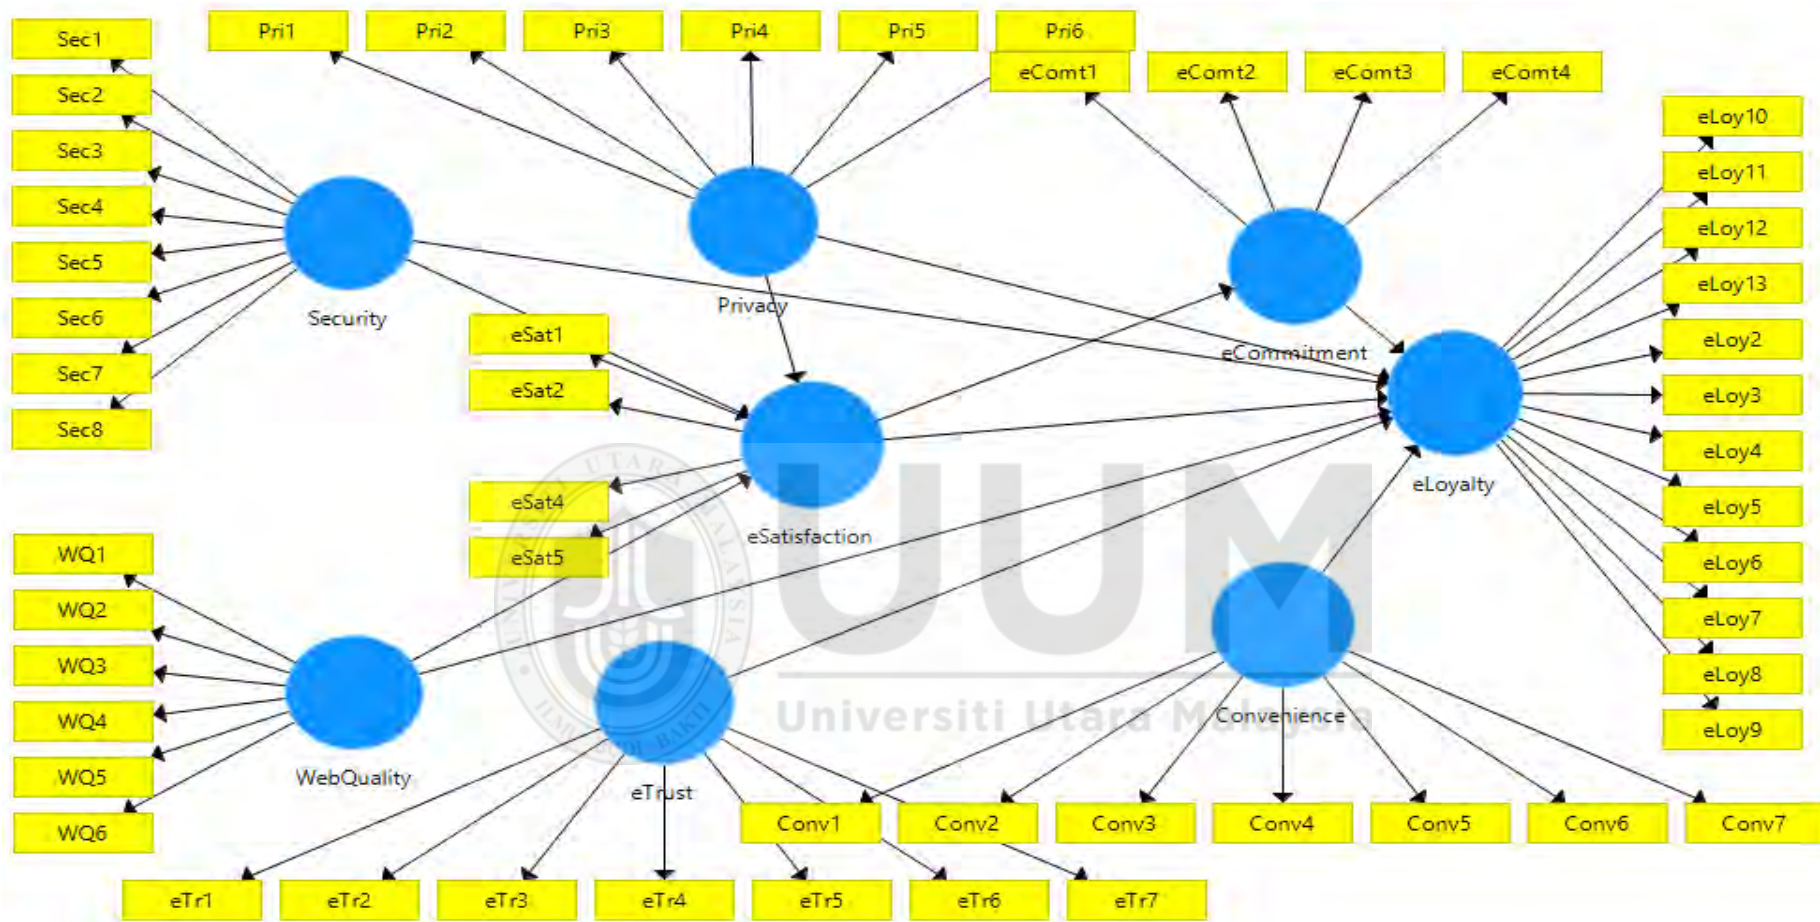 Sec1
Sec2
Sec3
Sec4
Sec5
Sec6
Sec7
Sec8
Security
Pri1
Pri2
Pri3
Pri4
Pri5
Pri6
Privacy
eComt1
eComt2
eComt3
eComt4
eCommitment
eLoy10
eLoy11
eLoy12
eLoy13
eLoy2
eLoy3
eLoy4
eLoy5
eLoy6
eLoy7
eLoy8
eLoy9
eLoyalty
eSat1
eSat2
eSat4
eSat5
eSatisfaction
WQ1
WQ2
WQ3
WQ4
WQ5
WQ6
WebQuality
eTrust
eTr1
eTr2
eTr3
eTr4
eTr5
eTr6
eTr7
Convenience
Conv1
Conv2
Conv3
Conv4
Conv5
Conv6
Conv7
UUM
Universiti Utara Malaysia
UTARA MALAYSIA